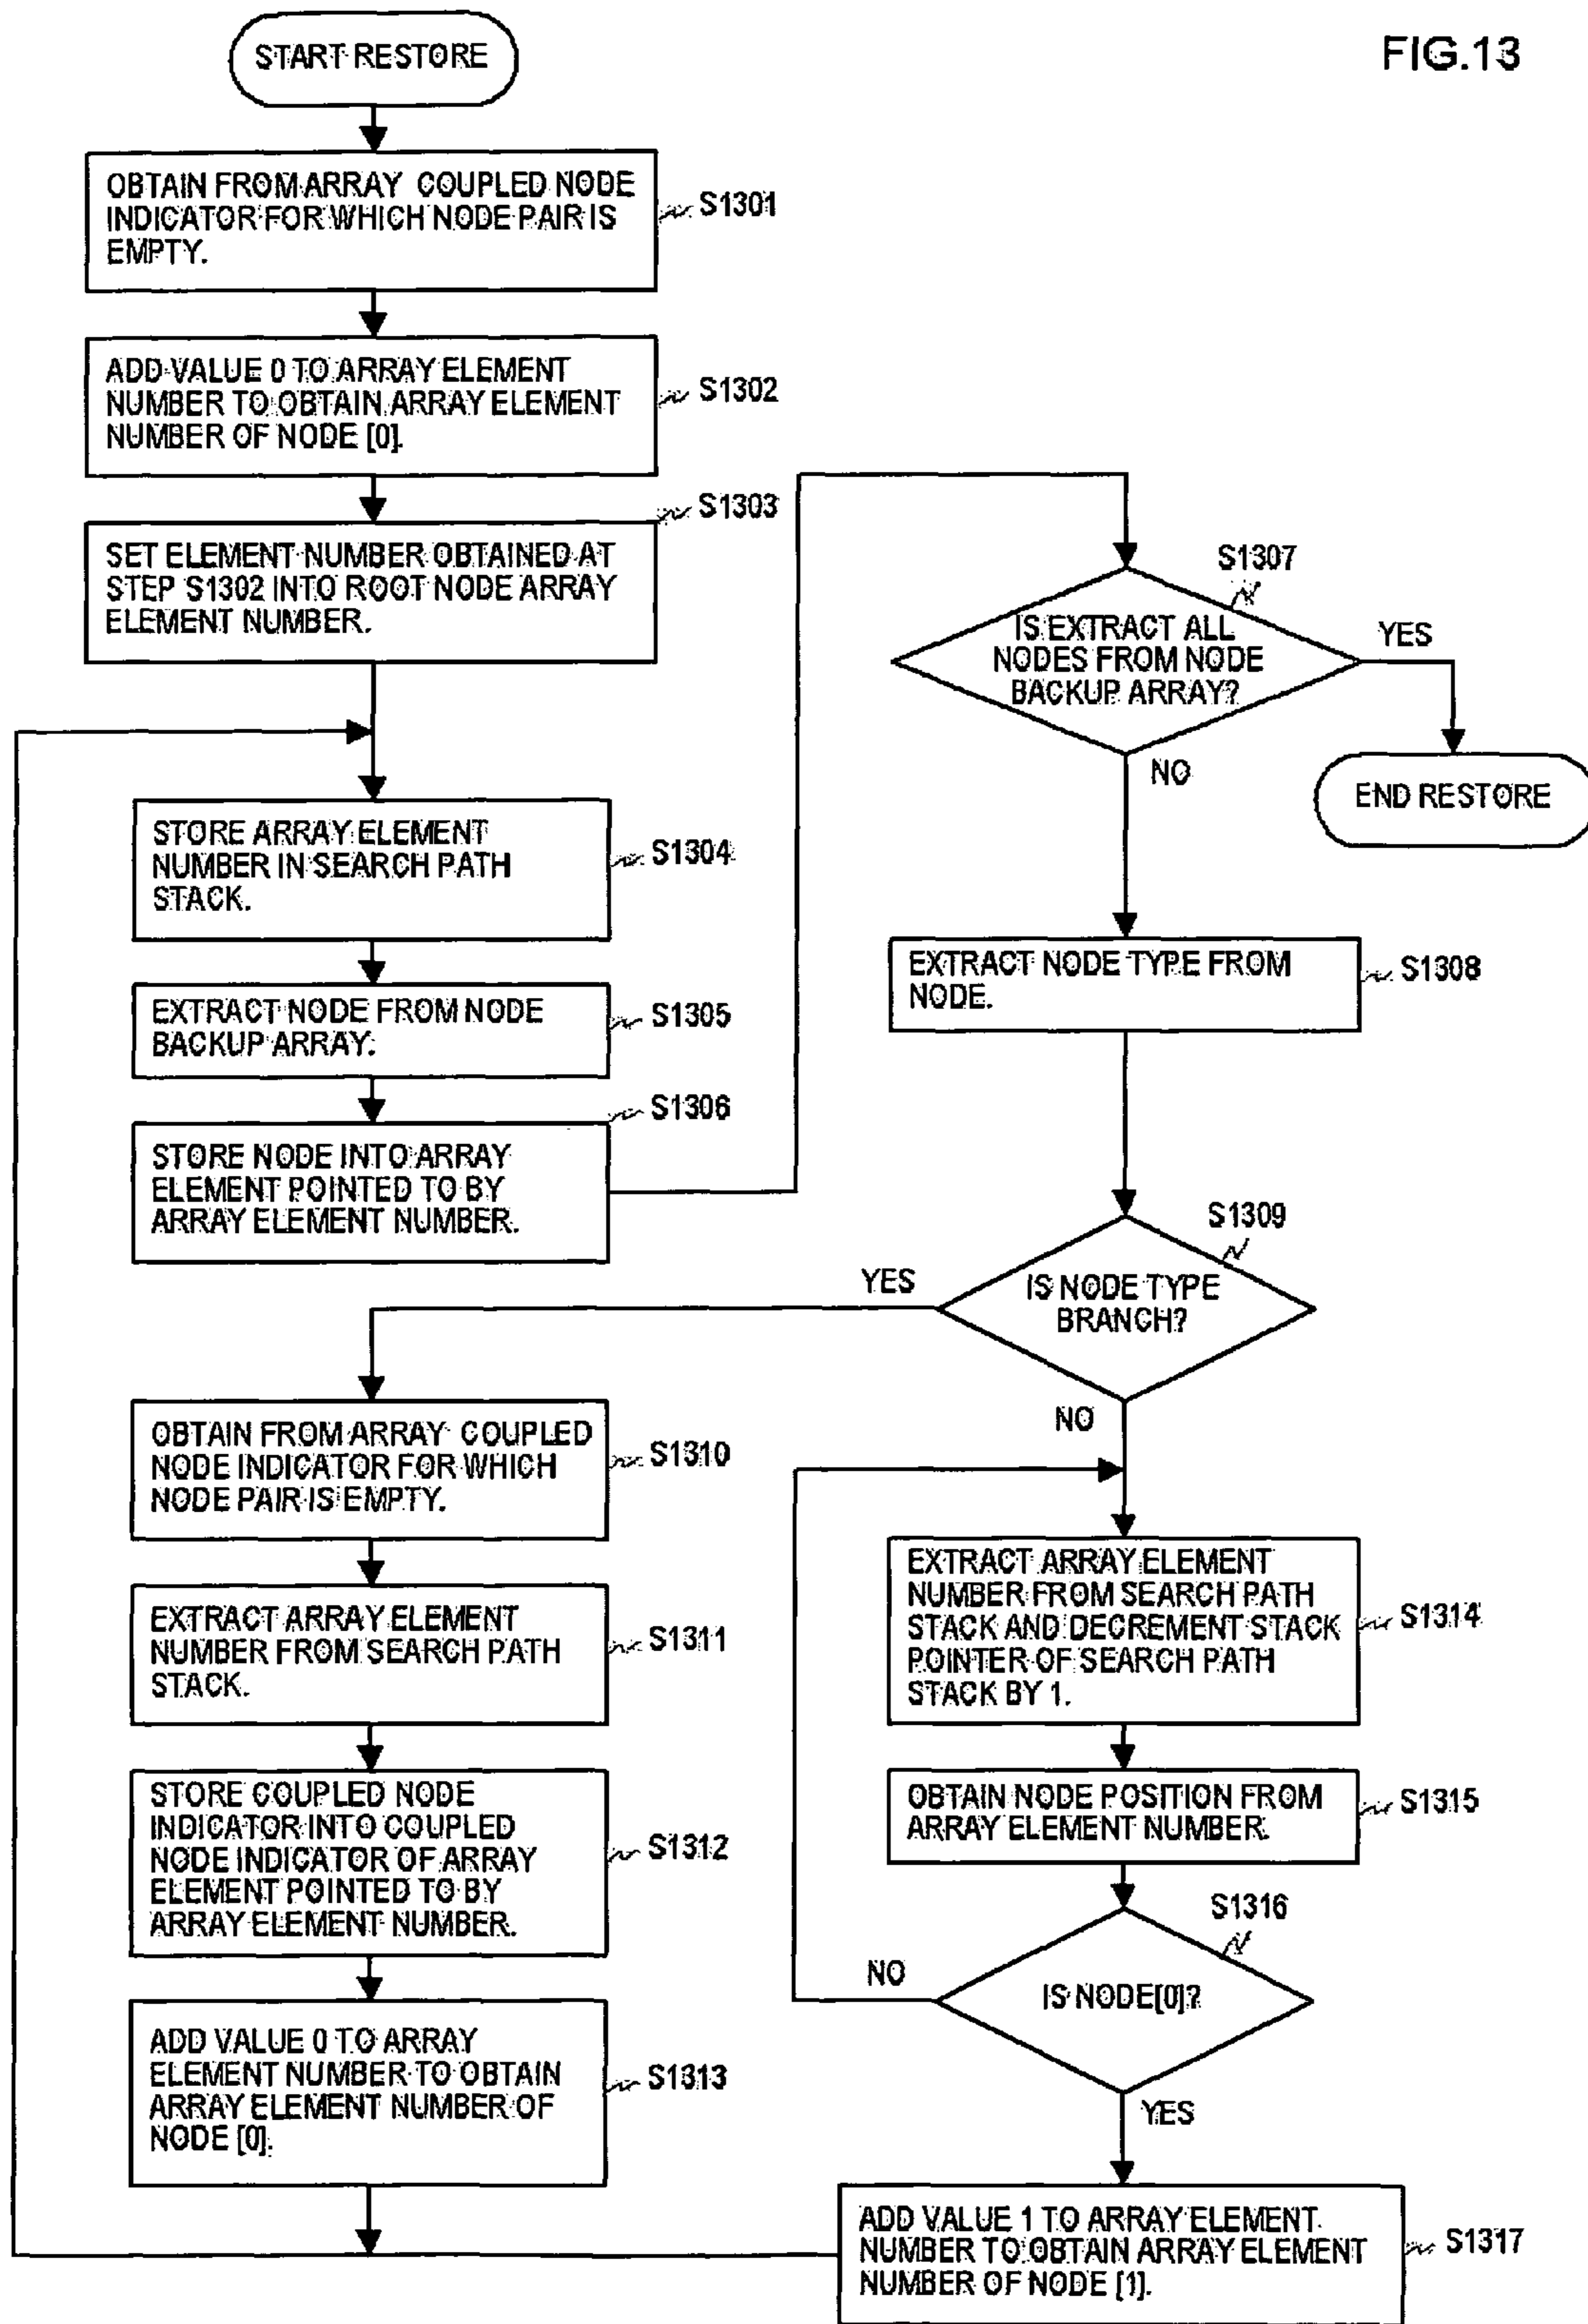 FIG.13
START RESTORE
OBTAIN FROM ARRAY COUPLED NODE
INDICATOR FOR WHICH NODE PAIR IS
EMPTY.
S1301
ADD VALUE 0 TO ARRAY ELEMENT
NUMBER TO OBTAIN ARRAY ELEMENT
NUMBER OF NODE [0].
S1302
S1303
SET ELEMENT NUMBER OBTAINED AT
STEP S1302 INTO ROOT NODE ARRAY
ELEMENT NUMBER.
STORE ARRAY ELEMENT
NUMBER IN SEARCH PATH
STACK.
S1304
EXTRACT NODE FROM NODE
BACKUP ARRAY.
S1305
S1306
STORE NODE INTO ARRAY
ELEMENT POINTED TO BY
ARRAY ELEMENT NUMBER.
S1307
IS EXTRACT ALL
NODES FROM NODE
BACKUP ARRAY?
YES
NO
END RESTORE
EXTRACT NODE TYPE FROM
NODE.
S1308
S1309
IS NODE TYPE
BRANCH?
YES
NO
OBTAIN FROM ARRAY COUPLED
NODE INDICATOR FOR WHICH
NODE PAIR IS EMPTY.
S1310
EXTRACT ARRAY ELEMENT
NUMBER FROM SEARCH PATH
STACK.
S1311
STORE COUPLED NODE
INDICATOR INTO COUPLED
NODE INDICATOR OF ARRAY
ELEMENT POINTED TO BY
ARRAY ELEMENT NUMBER.
S1312
ADD VALUE 0 TO ARRAY
ELEMENT NUMBER TO OBTAIN
ARRAY ELEMENT NUMBER OF
NODE [0].
S1313
EXTRACT ARRAY ELEMENT
NUMBER FROM SEARCH PATH
STACK AND DECREMENT STACK
POINTER OF SEARCH PATH
STACK BY 1.
S1314
OBTAIN NODE POSITION FROM
ARRAY ELEMENT NUMBER.
S1315
S1316
IS NODE[0]?
NO
YES
ADD VALUE 1 TO ARRAY ELEMENT
NUMBER TO OBTAIN ARRAY ELEMENT
NUMBER OF NODE [1].
S1317